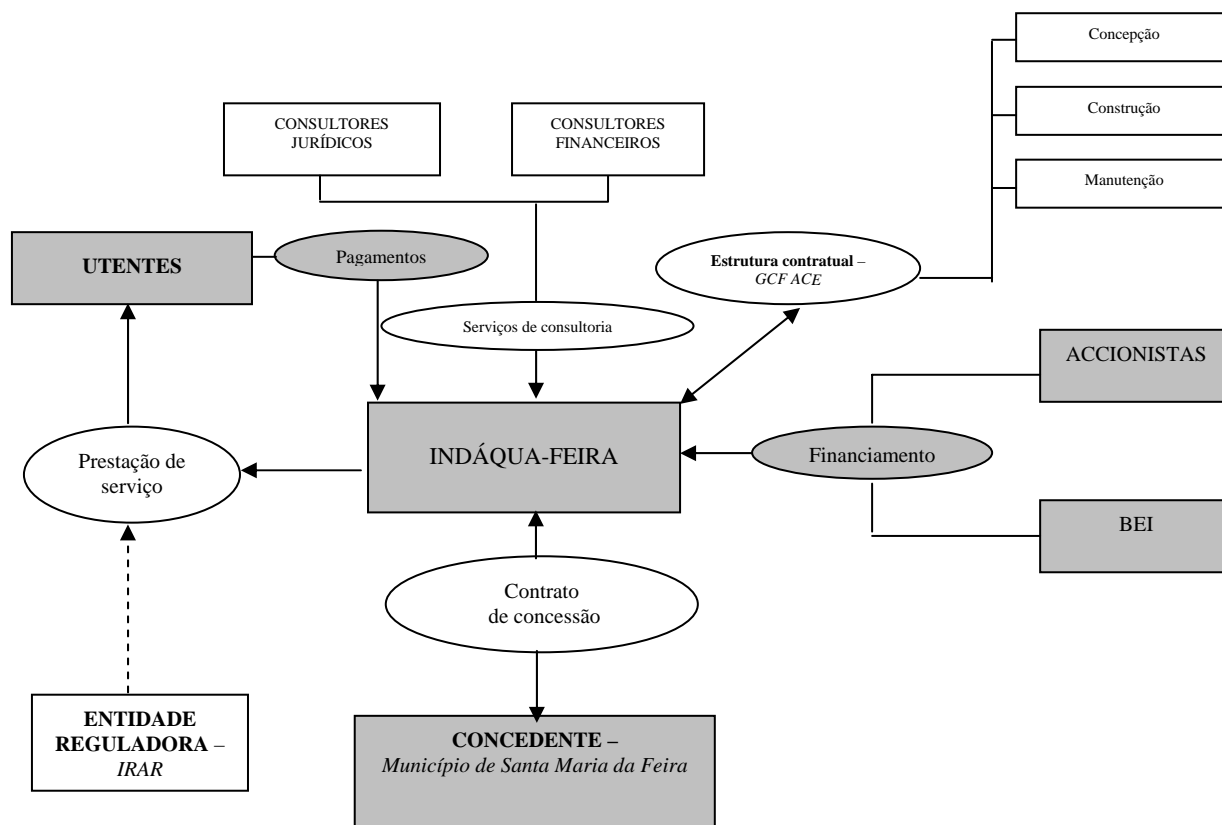 Concepção
Construção
Manutenção
CONSULTORES
JURÍDICOS
CONSULTORES
FINANCEIROS
UTENTES
Pagamentos
Estrutura contratual –
GCF ACE
Serviços de consultoria
ACCIONISTAS
INDÁQUA-FEIRA
Financiamento
Prestação de
serviço
BEI
Contrato
de concessão
ENTIDADE
REGULADORA –
IRAR
CONCEDENTE –
Município de Santa Maria da Feira